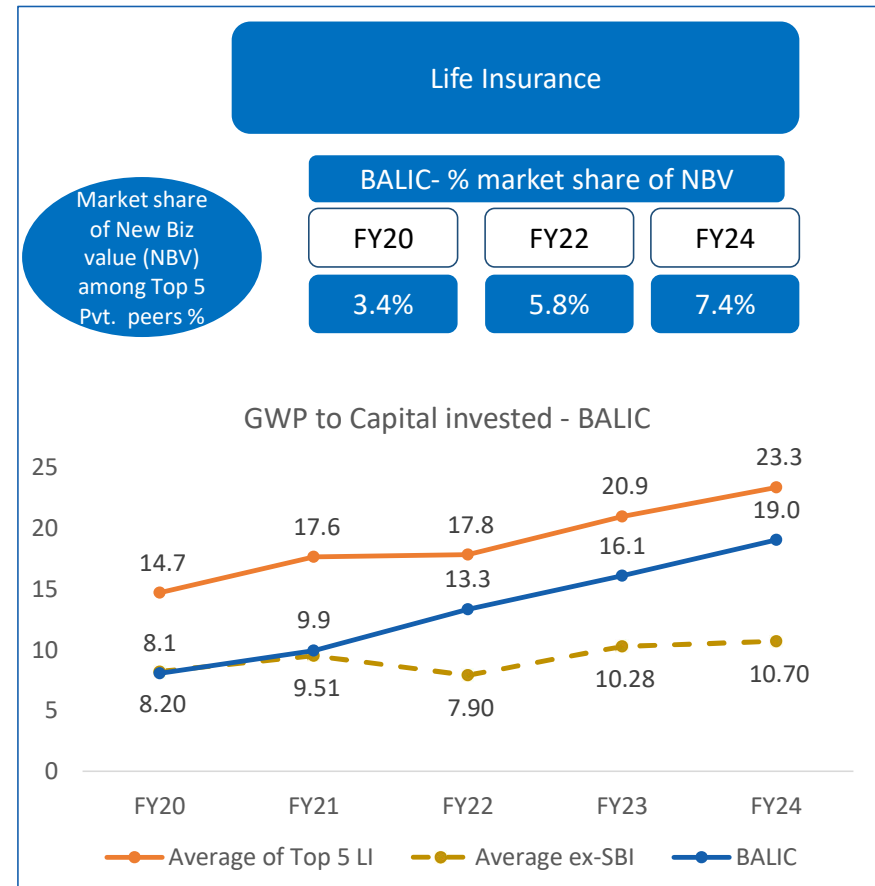 Life Insurance
BALIC- % market share of NBV
Market share
of New Biz
value (NBV)
among Top 5
Pvt. peers %
FY20 FY22 FY24
3.4% 5.8% 7.4%
GWP to Capital invested - BALIC
25
20
15
10
5
0
14.7 17.6 17.8 20.9 23.3
8.1 9.9 13.3 16.1 19.0
8.20 9.51 7.90 10.28 10.70
FY20 FY21 FY22 FY23 FY24
Average of Top 5 LI Average ex-SBI BALIC